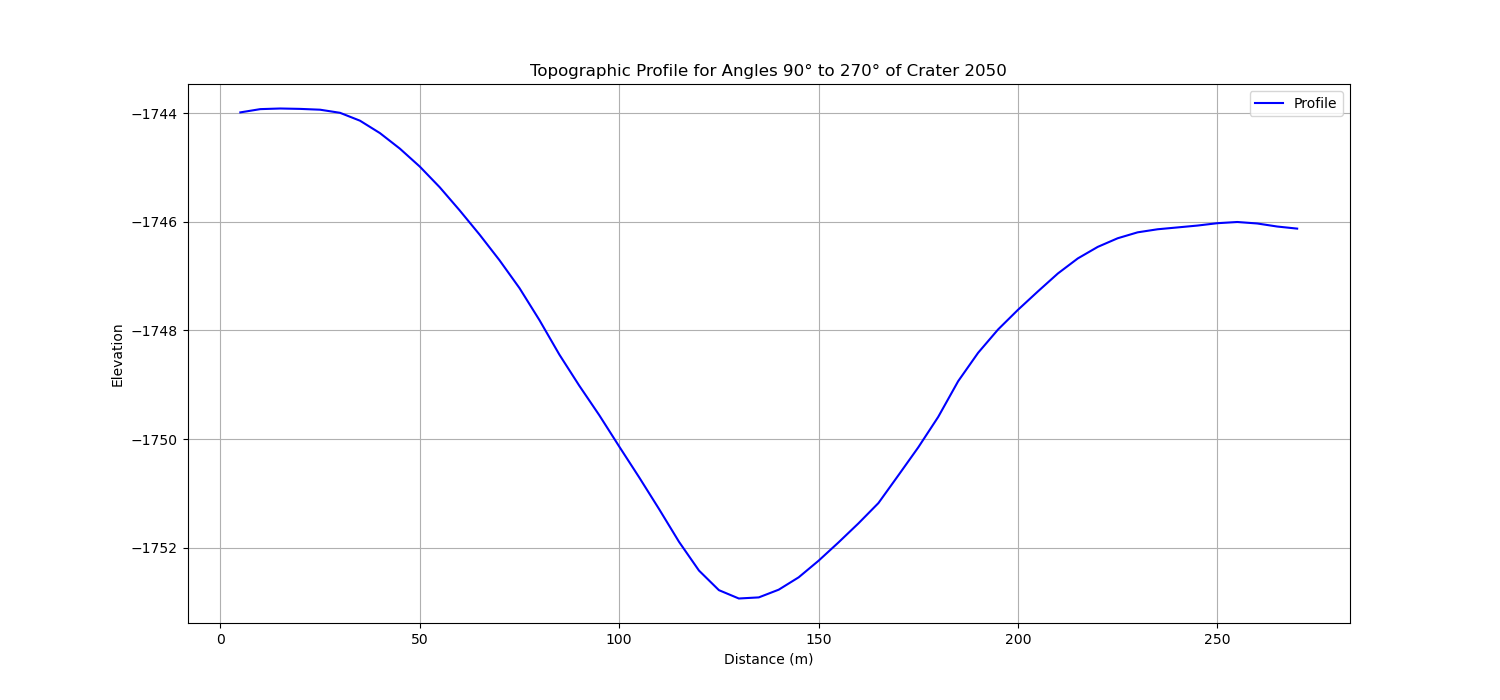 Topographic Profile for Angles 90° to 270° of Crater 2050
Profile
−1744
−1746
−1748
−1750
−1752
Elevation
0 50 100 150 200 250
Distance (m)